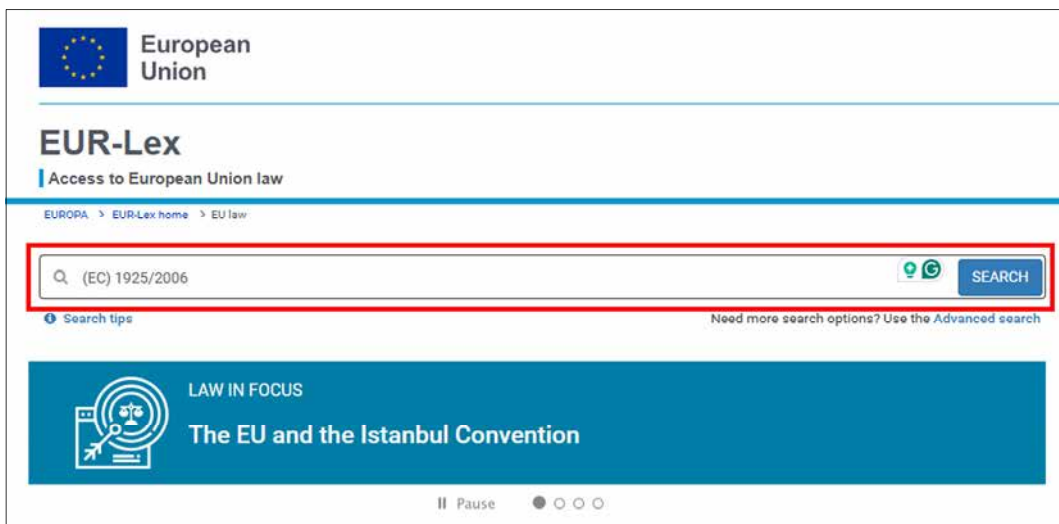 European
Union
EUR-Lex
Access to European Union law
EUROPA > EUR-Lex home > EU law
(EC) 1925/2006
SEARCH
Search tips
Need more search options? Use the Advanced search
LAW IN FOCUS
The EU and the Istanbul Convention
Pause